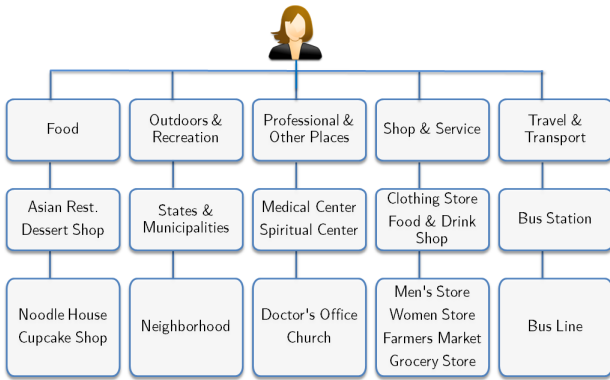 Food
Outdoors &
Recreation
Professional &
Other Places
Shop & Service
Travel &
Transport
Asian Rest.
Dessert Shop
States &
Municipalities
Medical Center
Spiritual Center
Clothing Store
Food & Drink
Shop
Bus Station
Noodle House
Cupcake Shop
Neighborhood
Doctor's Office
Church
Men's Store
Women Store
Farmers Market
Grocery Store
Bus Line